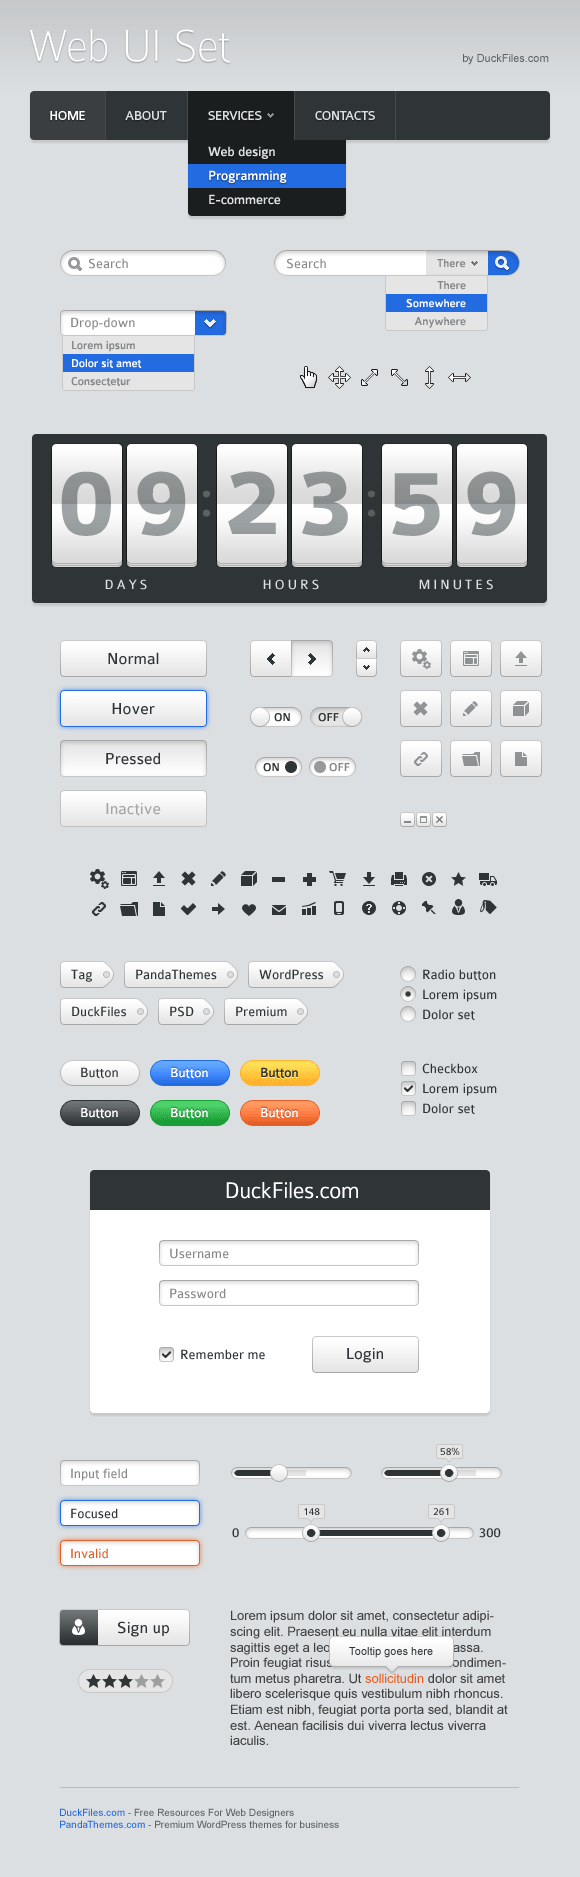 Web UI Set
by DuckFiles.com
HOME ABOUT SERVICES CONTACTS
Web design
Programming
E-commerce
Search
Search There
There
Somewhere
Anywhere
Drop-down
Lorem ipsum
Dolor sit amet
Consectetur
09 : 23 : 59
DAYS HOURS MINUTES
Normal
Hover
Pressed
Inactive
ON OFF
ON OFF
Tag PandaThemes WordPress
DuckFiles PSD Premium
Radio button
Lorem ipsum
Dolor set
Button Button Button
Button Button Button
Checkbox
Lorem ipsum
Dolor set
DuckFiles.com
Username
Password
Remember me Login
Input field
Focused
Invalid
58%
148 261
0 300
Sign up
Lorem ipsum dolor sit amet, consectetur adipi-
scing elit. Praesent eu nulla vitae elit interdum
sagittis eget a leo assa.
Proin feugiat risus ondimen-
Tooltip goes here
tum metus pharetra. Ut sollicitudin dolor sit amet
libero scelerisque quis vestibulum nibh rhoncus.
Etiam est nibh, feugiat porta porta sed, blandit at
est. Aenean facilisis dui viverra lectus viverra
iaculis.
DuckFiles.com - Free Resources For Web Designers
PandaThemes.com - Premium WordPress themes for business